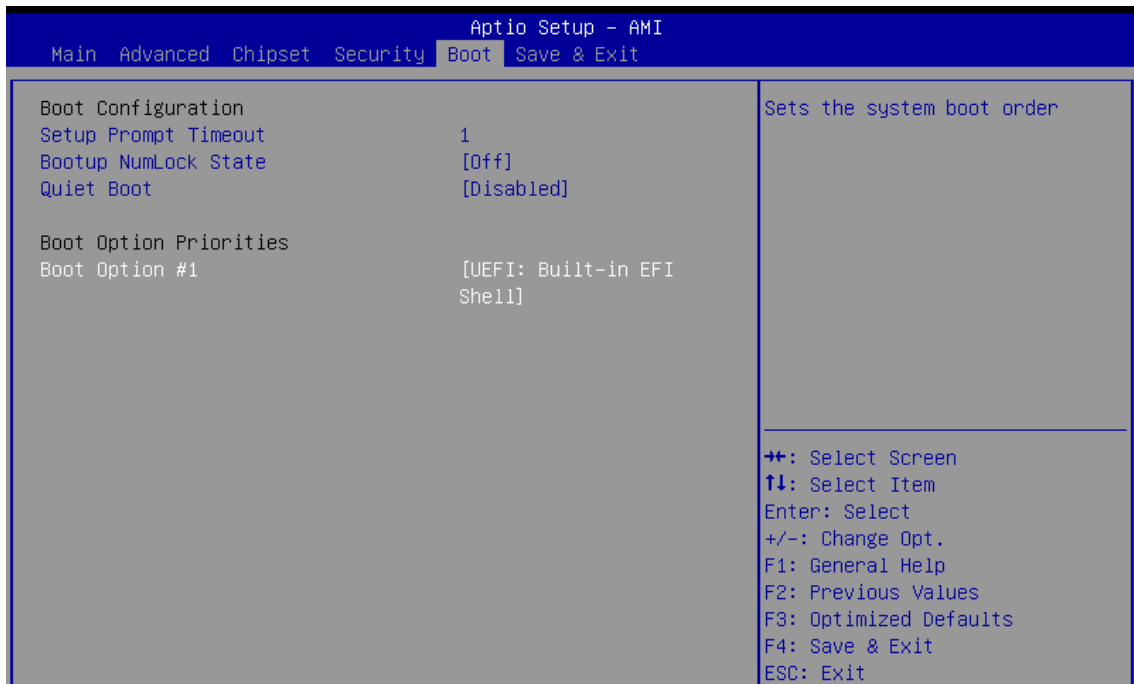 Aptio Setup – AMI
Main Advanced Chipset Security Boot Save & Exit
Boot Configuration
Setup Prompt Timeout 1
Bootup NumLock State [Off]
Quiet Boot [Disabled]
Boot Option Priorities
Boot Option #1 [UEFI: Built-in EFI
Shell]
Sets the system boot order
→←: Select Screen
↑↓: Select Item
Enter: Select
+/-: Change Opt.
F1: General Help
F2: Previous Values
F3: Optimized Defaults
F4: Save & Exit
ESC: Exit